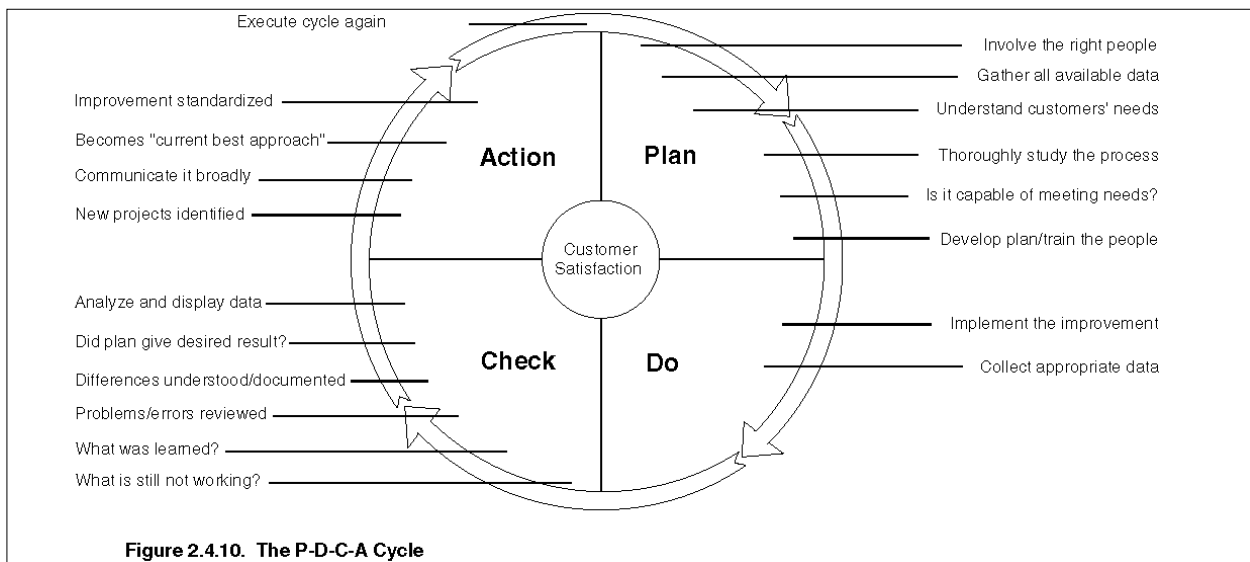 Execute cycle again
Involve the right people
Gather all available data
Understand customers' needs
Thoroughly study the process
Is it capable of meeting needs?
Develop plan/train the people
Improvement standardized
Becomes "current best approach"
Communicate it broadly
New projects identified
Action
Plan
Customer
Satisfaction
Analyze and display data
Did plan give desired result?
Differences understood/documented
Problems/errors reviewed
What was learned?
What is still not working?
Check
Do
Implement the improvement
Collect appropriate data
Figure 2.4.10. The P-D-C-A Cycle